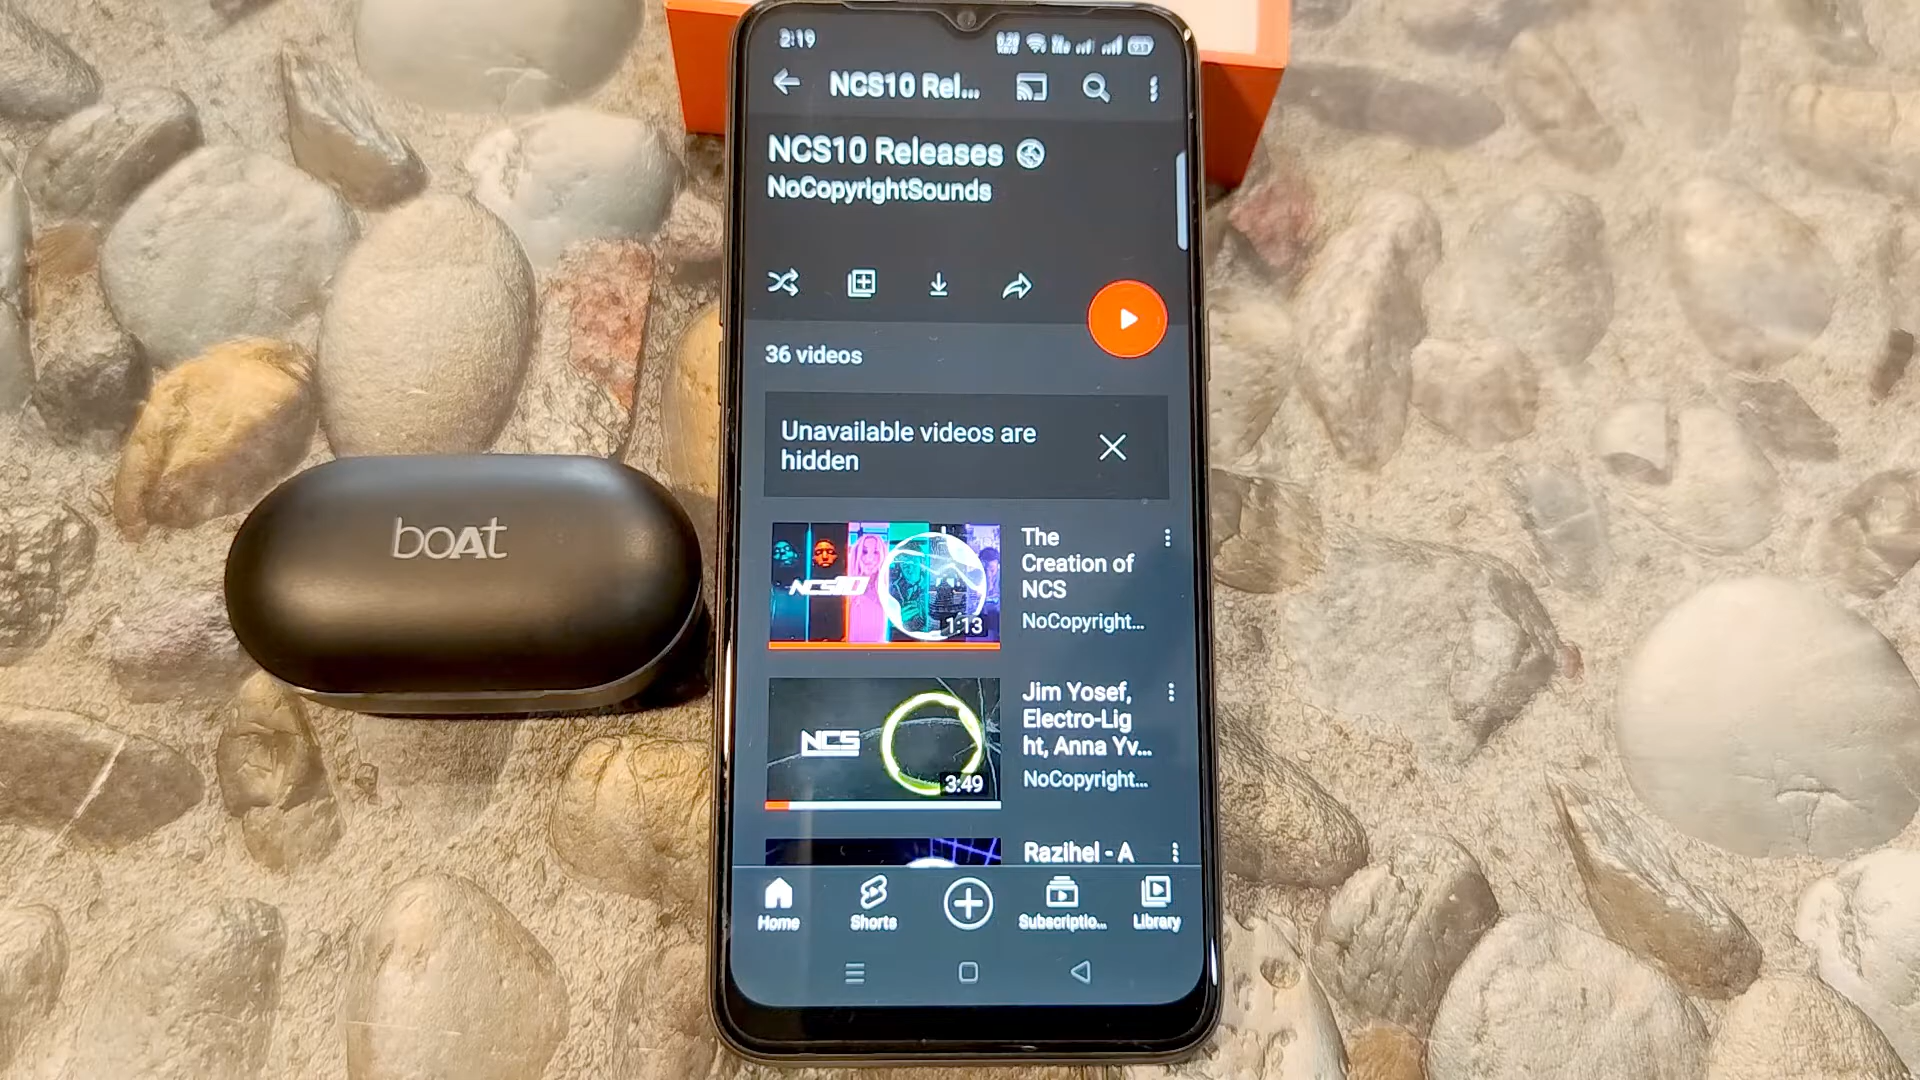 2:19
NCS10 Rel...
NCS10 Releases
NoCopyrightSounds
36 videos
Unavailable videos are
hidden
boAt
NCS10
1:13
The
Creation of
NCS
NoCopyright...
NCS
3:49
Jim Yosef,
Electro-Lig
ht, Anna Yv...
NoCopyright...
Razihel - A
Home
Shorts
Subscriptio...
Library